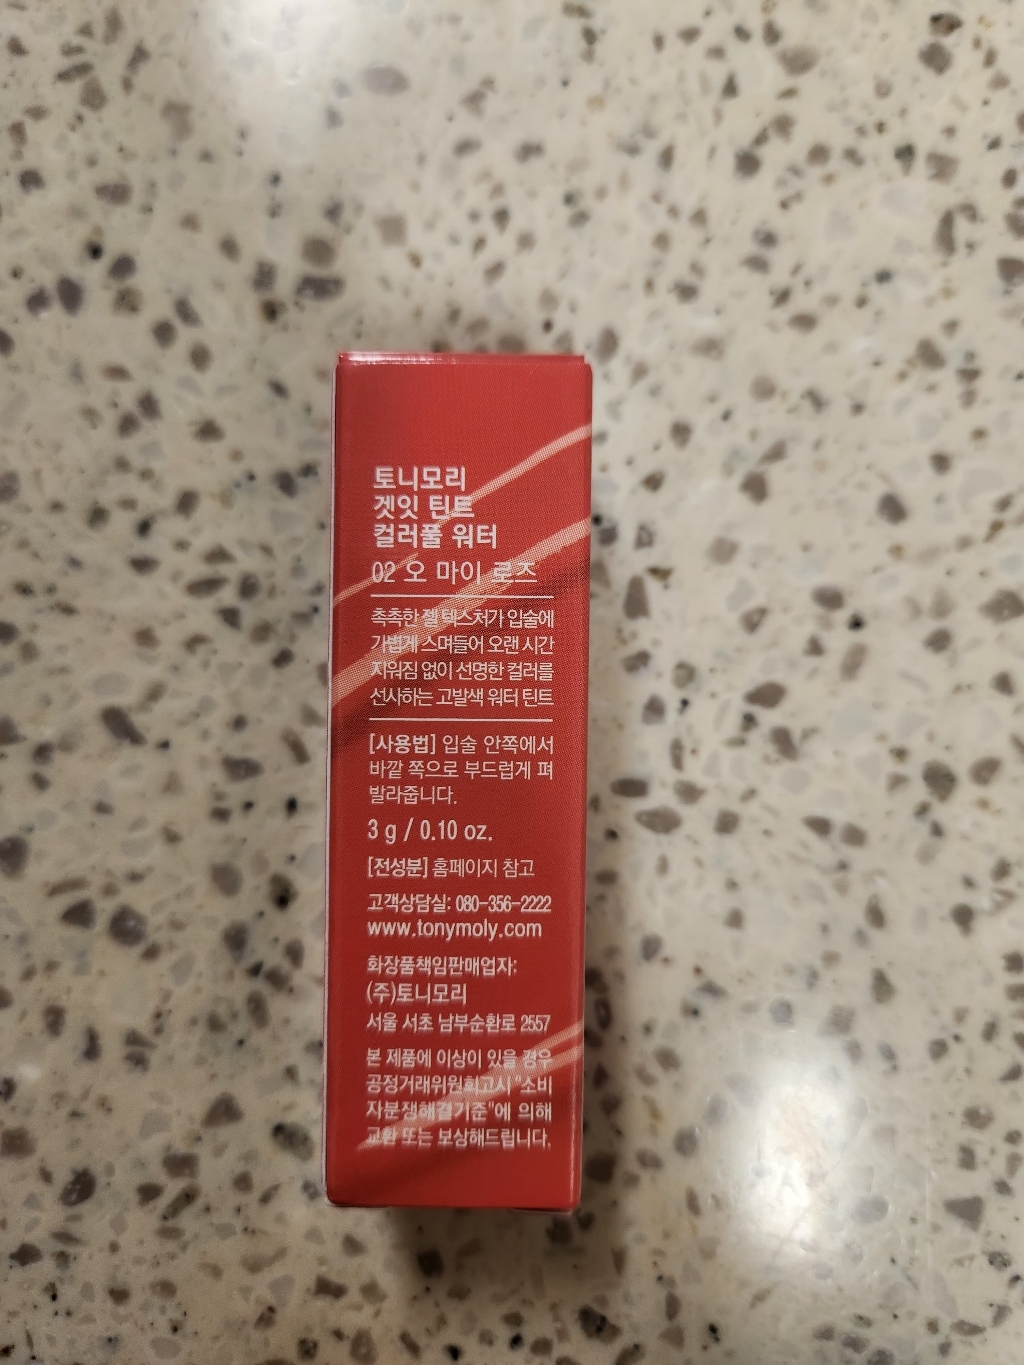 토니모리
겟잇 틴트
컬러풀 워터
02 오 마이 로즈
촉촉한 젤 텍스처가 입술에
가볍게 스며들어 오랜 시간
지워짐 없이 선명한 컬러를
선사하는 고발색 워터 틴트
[사용법] 입술 안쪽에서
바깥 쪽으로 부드럽게 펴
발라줍니다.
3 g / 0.10 oz.
[전성분] 홈페이지 참고
고객상담실: 080-356-2222
www.tonymoly.com
화장품책임판매업자:
(주)토니모리
서울 서초 남부순환로 2557
본 제품에 이상이 있을 경우
공정거래위원회고시 "소비
자분쟁해결기준"에 의해
교환 또는 보상해드립니다.